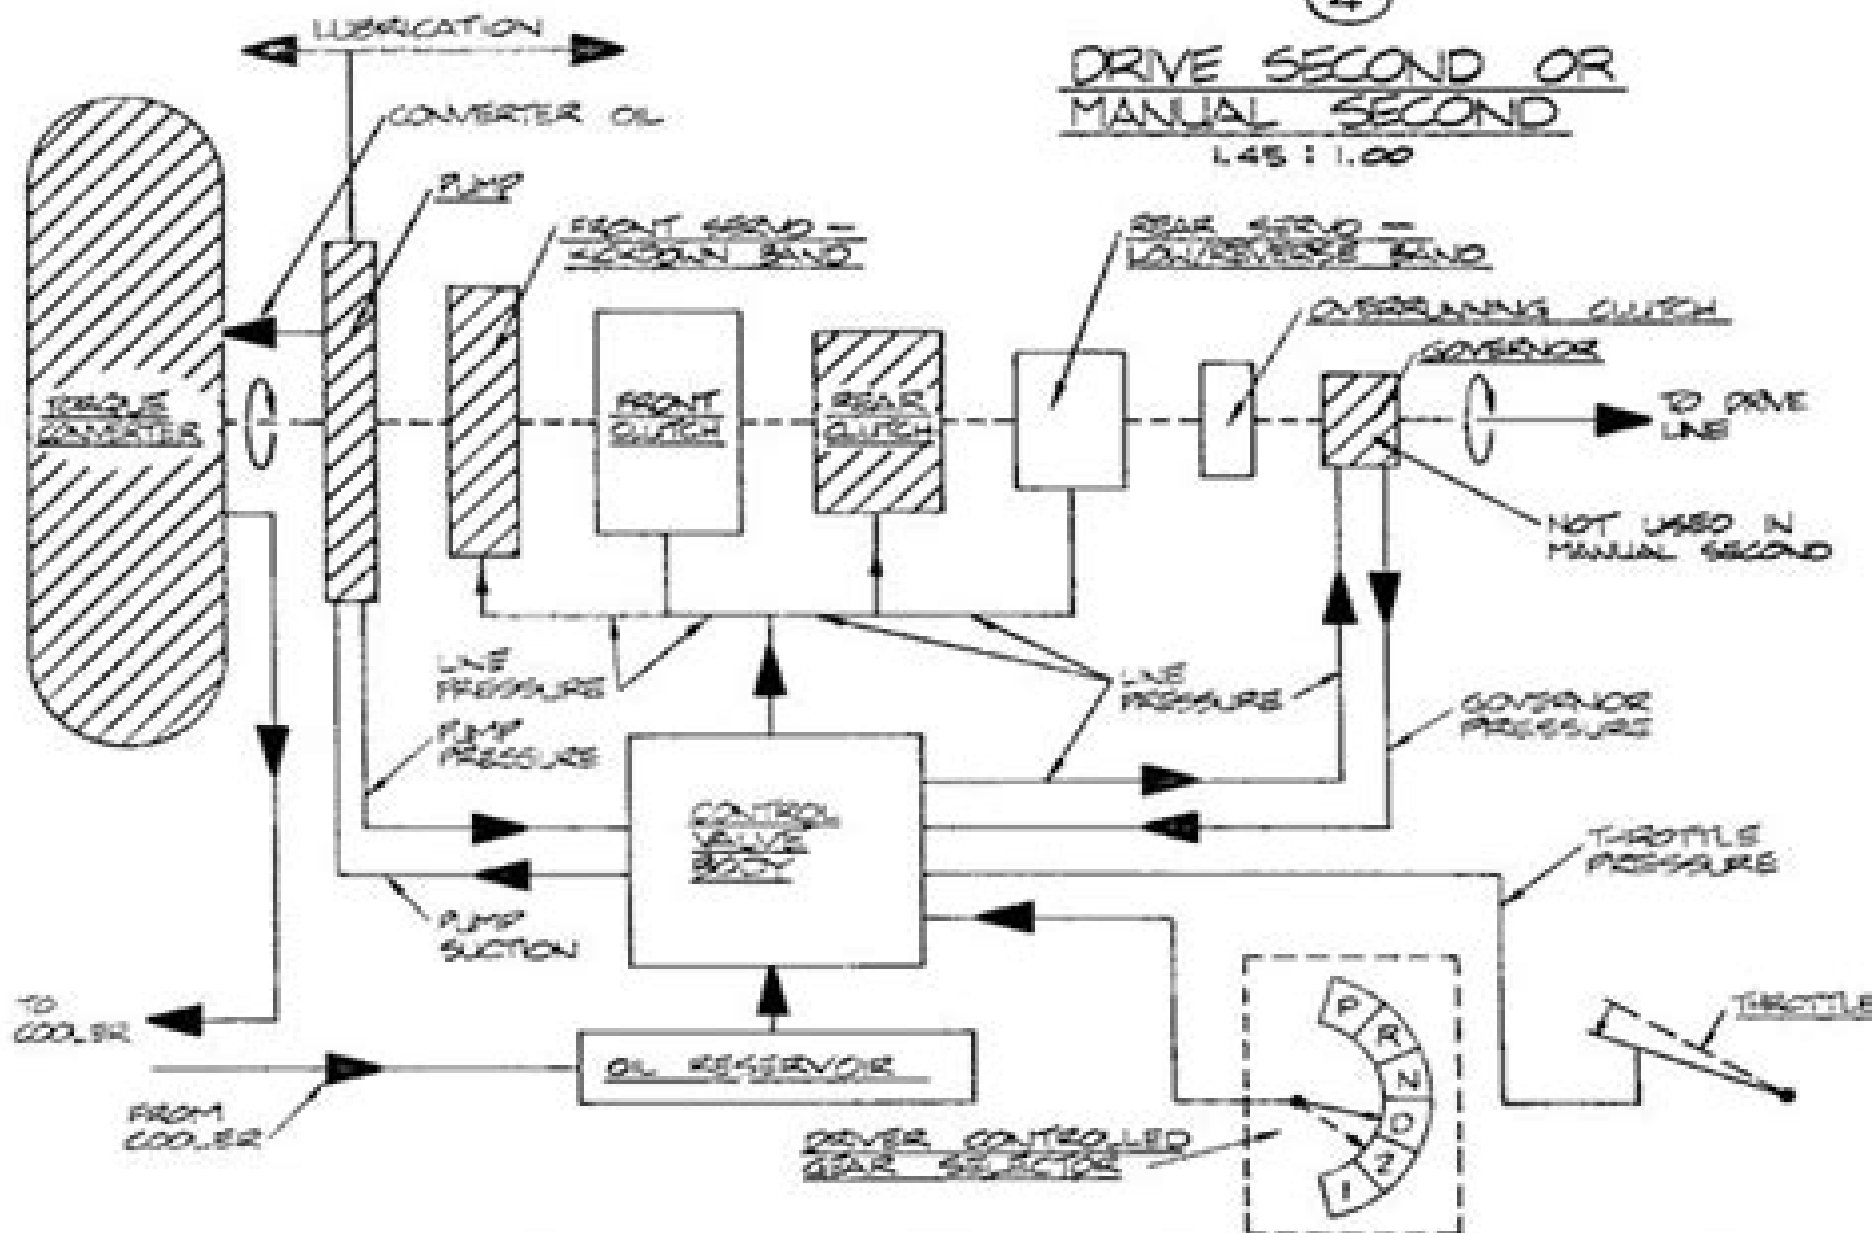 4
DRIVE SECOND OR
MANUAL SECOND
1.45 : 1.00
LUBRICATION
CONVERTER OIL
PUMP
FRONT SERVO -
KICKDOWN BAND
REAR SERVO -
LOW/REVERSE BAND
OVERRUNNING CLUTCH
GOVERNOR
TORQUE
CONVERTER
FRONT
CLUTCH
REAR
CLUTCH
TO DRIVE
LINE
NOT USED IN
MANUAL SECOND
LINE
PRESSURE
LINE
PRESSURE
GOVERNOR
PRESSURE
PUMP
PRESSURE
CONTROL
VALVE
BODY
THROTTLE
PRESSURE
PUMP
SUCTION
TO
COOLER
OIL RESERVOIR
FROM
COOLER
DRIVER CONTROLLED
GEAR SELECTOR
P
R
N
D
2
1
THROTTLE